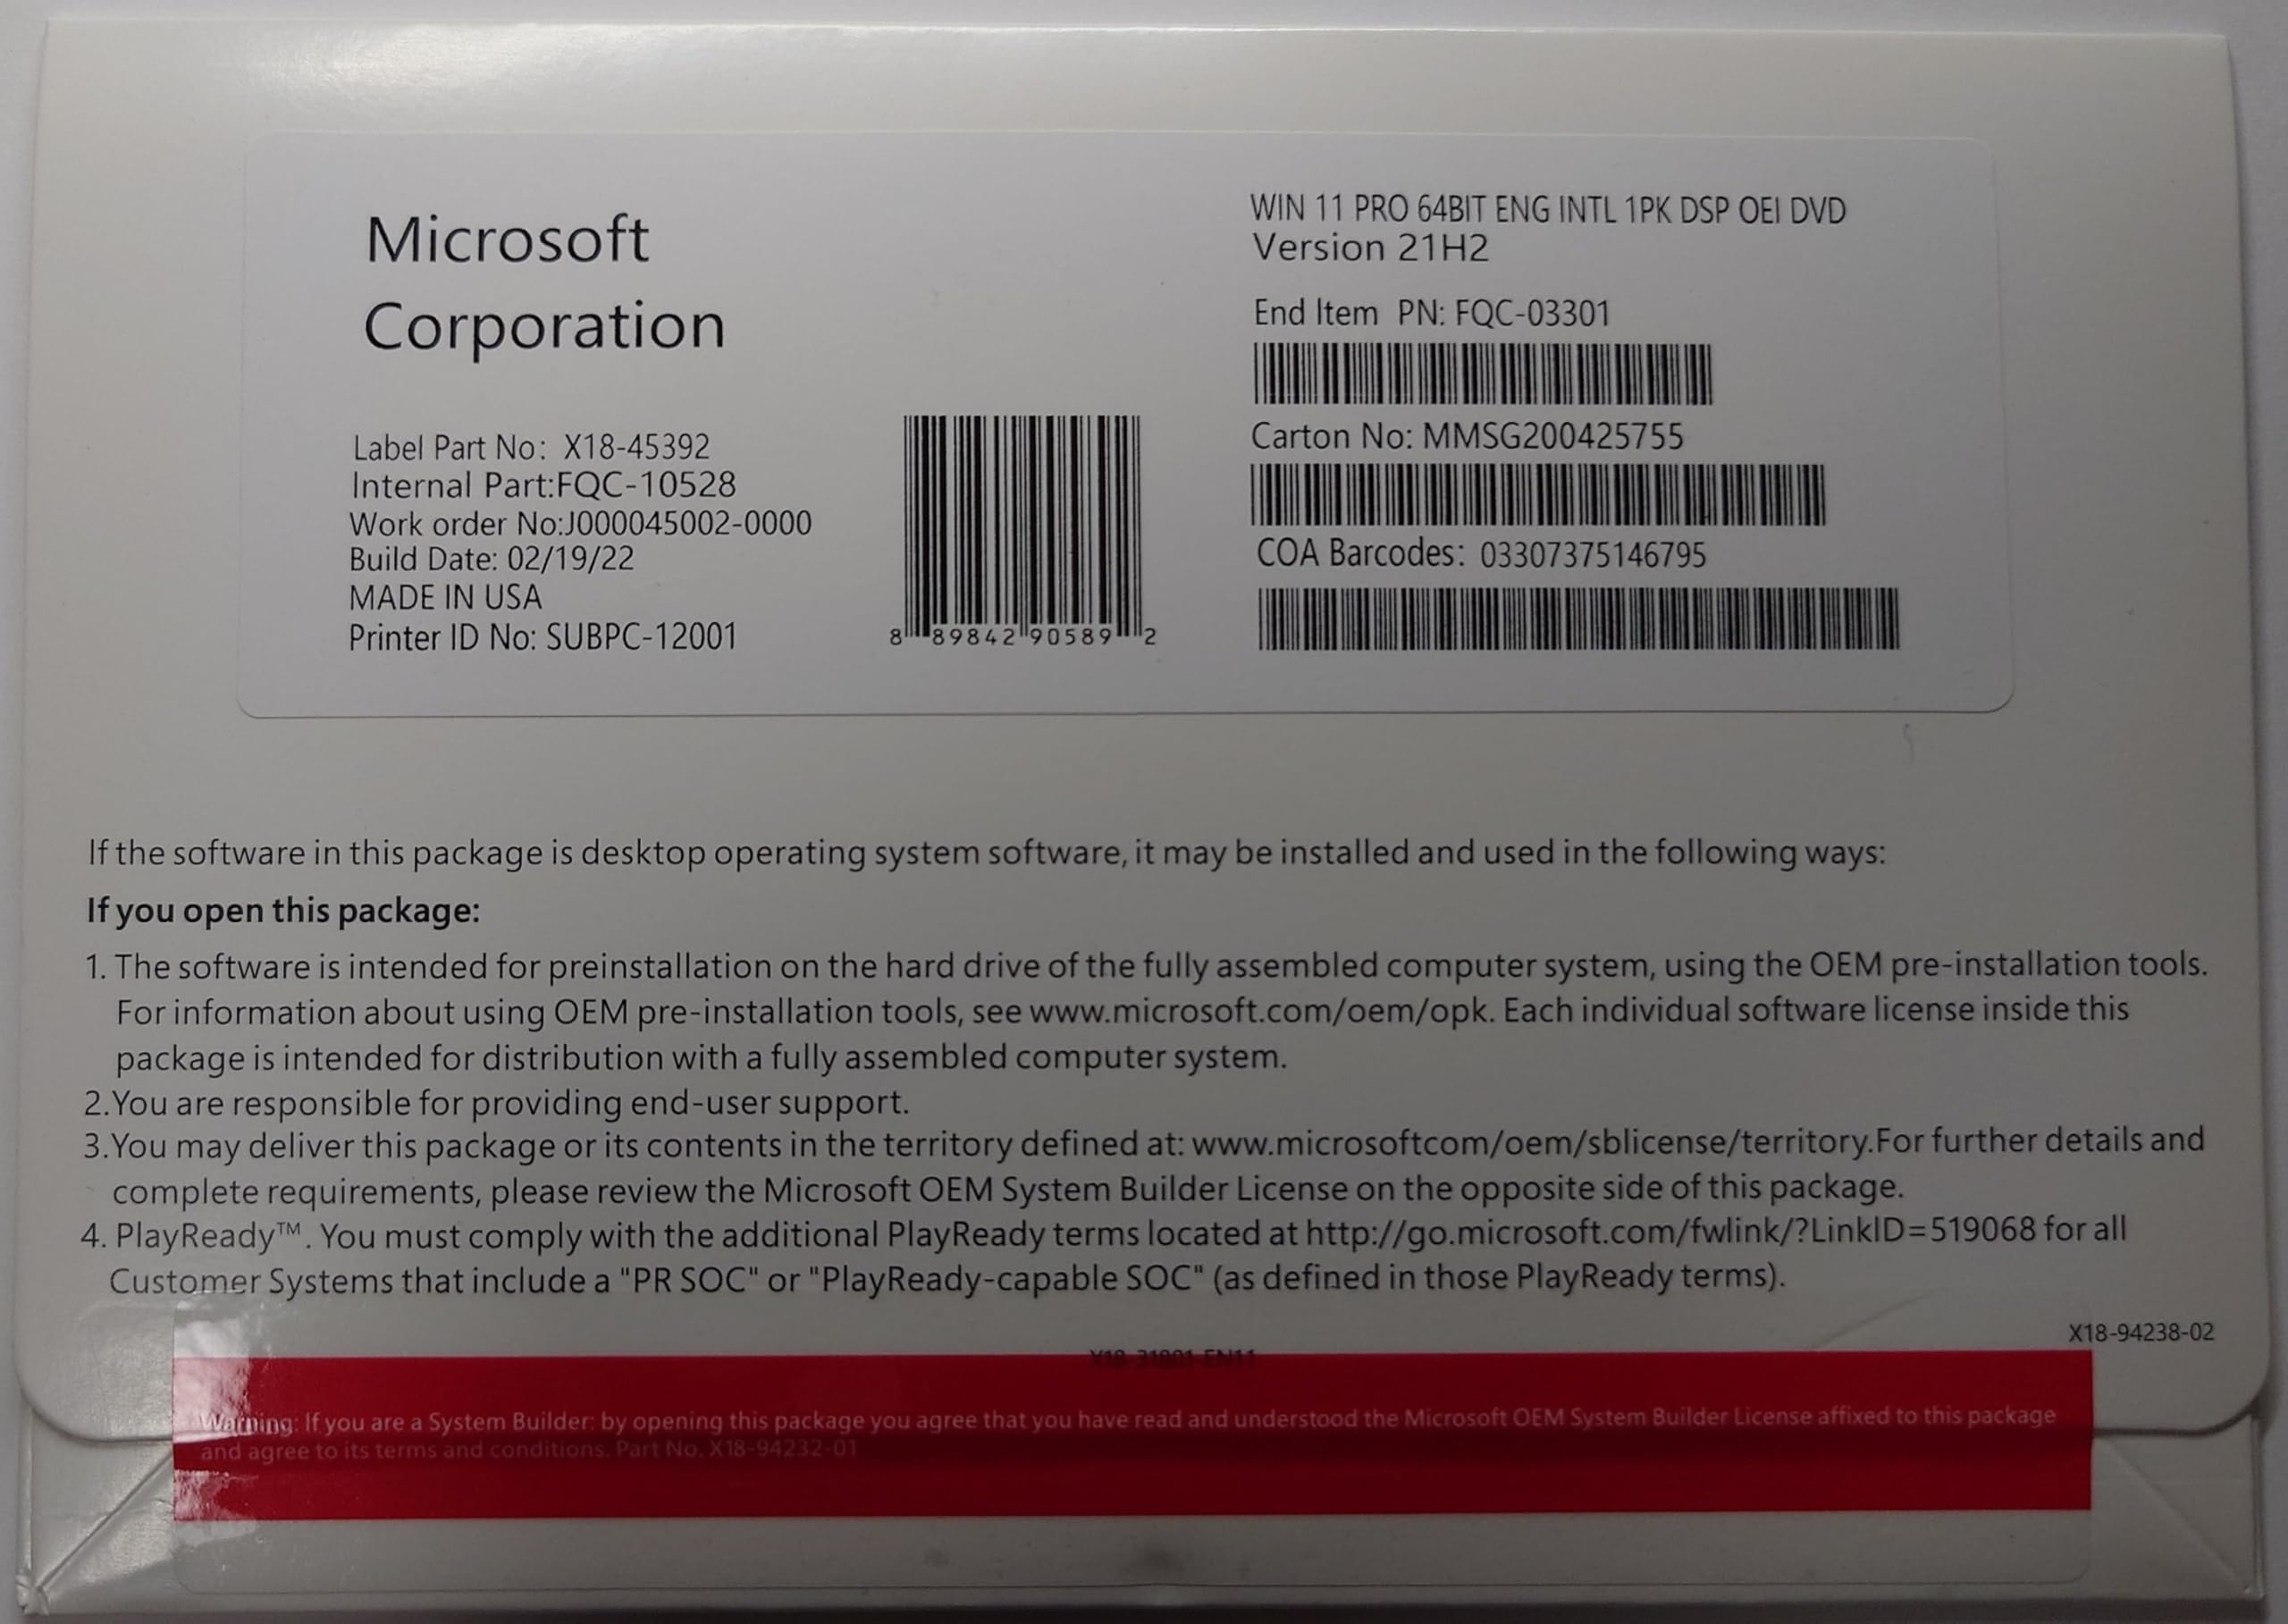 Microsoft
Corporation
Label Part No: X18-45392
Internal Part:FQC-10528
Work order No:J000045002-0000
Build Date: 02/19/22
MADE IN USA
Printer ID No: SUBPC-12001
8 89842 90589 2
WIN 11 PRO 64BIT ENG INTL 1PK DSP OEI DVD
Version 21H2
End Item PN: FQC-03301
Carton No: MMSG200425755
COA Barcodes: 03307375146795
If the software in this package is desktop operating system software, it may be installed and used in the following ways:
If you open this package:
1. The software is intended for preinstallation on the hard drive of the fully assembled computer system, using the OEM pre-installation tools.
For information about using OEM pre-installation tools, see www.microsoft.com/oem/opk. Each individual software license inside this
package is intended for distribution with a fully assembled computer system.
2.You are responsible for providing end-user support.
3.You may deliver this package or its contents in the territory defined at: www.microsoftcom/oem/sblicense/territory.For further details and
complete requirements, please review the Microsoft OEM System Builder License on the opposite side of this package.
4. PlayReady™. You must comply with the additional PlayReady terms located at http://go.microsoft.com/fwlink/?LinkID=519068 for all
Customer Systems that include a "PR SOC" or "PlayReady-capable SOC" (as defined in those PlayReady terms).
X18-94238-02
Warning: If you are a System Builder: by opening this package you agree that you have read and understood the Microsoft OEM System Builder License affixed to this package
and agree to its terms and conditions. Part No. X18-94232-01